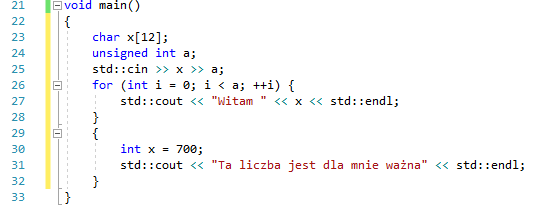 21 void main()
22 {
23 char x[12];
24 unsigned int a;
25 std::cin >> x >> a;
26 for (int i = 0; i < a; ++i) {
27 std::cout << "Witam " << x << std::endl;
28 }
29 {
30 int x = 700;
31 std::cout << "Ta liczba jest dla mnie ważna" << std::endl;
32 }
33 }